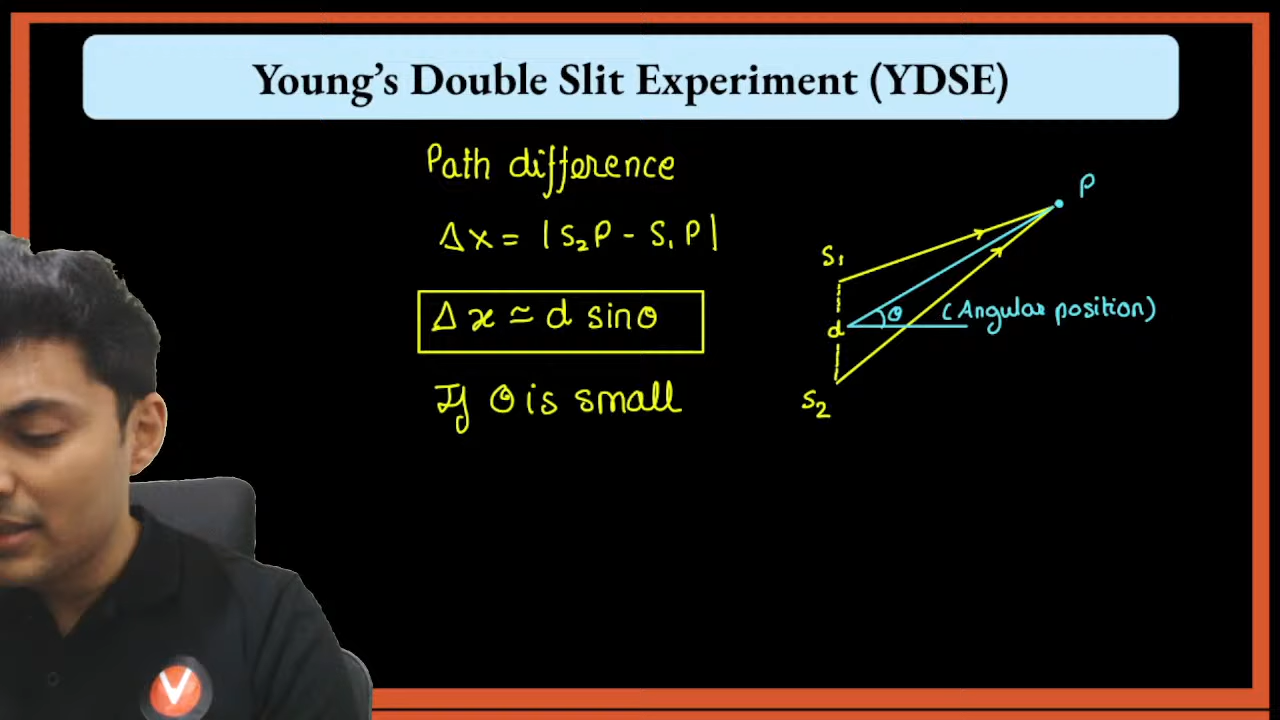 Young's Double Slit Experiment (YDSE)
Path difference
Δx = |S₂P - S₁P|
Δx ≃ d sinθ
If θ is small
P
S₁
d
θ
(Angular position)
S₂
V